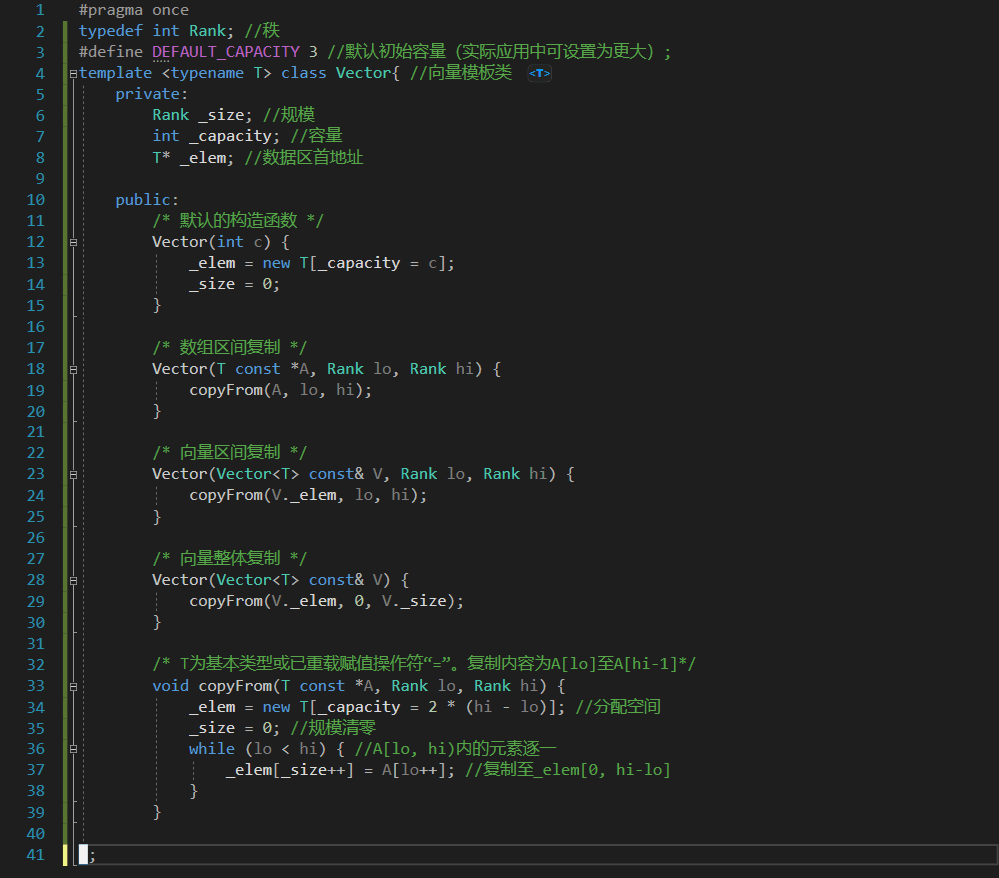 1 #pragma once
2 typedef int Rank; //秩
3 #define DEFAULT_CAPACITY 3 //默认初始容量（实际应用中可设置为更大）;
4 template <typename T> class Vector{ //向量模板类 <T>
5 private:
6 Rank _size; //规模
7 int _capacity; //容量
8 T* _elem; //数据区首地址
9
10 public:
11 /* 默认的构造函数 */
12 Vector(int c) {
13 _elem = new T[_capacity = c];
14 _size = 0;
15 }
16
17 /* 数组区间复制 */
18 Vector(T const *A, Rank lo, Rank hi) {
19 copyFrom(A, lo, hi);
20 }
21
22 /* 向量区间复制 */
23 Vector(Vector<T> const& V, Rank lo, Rank hi) {
24 copyFrom(V._elem, lo, hi);
25 }
26
27 /* 向量整体复制 */
28 Vector(Vector<T> const& V) {
29 copyFrom(V._elem, 0, V._size);
30 }
31
32 /* T为基本类型或已重载赋值操作符“=”。复制内容为A[lo]至A[hi-1]*/
33 void copyFrom(T const *A, Rank lo, Rank hi) {
34 _elem = new T[_capacity = 2 * (hi - lo)]; //分配空间
35 _size = 0; //规模清零
36 while (lo < hi) { //A[lo, hi)内的元素逐一
37 _elem[_size++] = A[lo++]; //复制至_elem[0, hi-lo]
38 }
39 }
40
41 ;